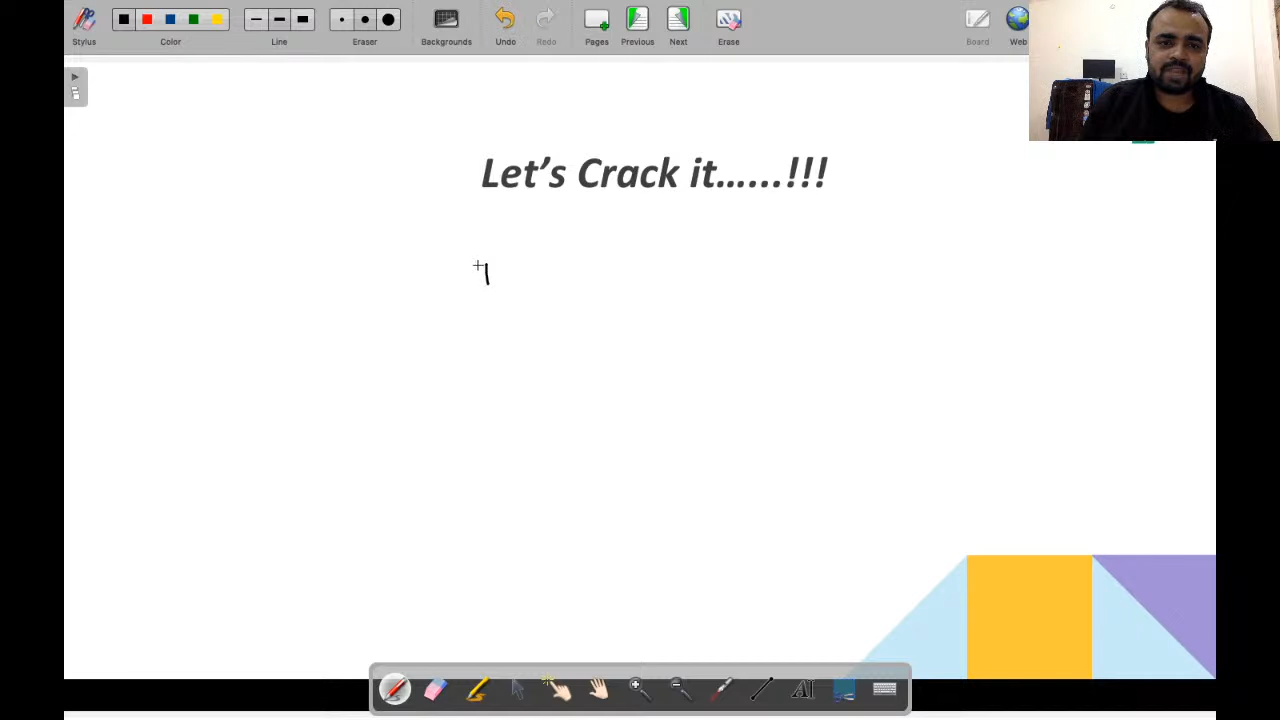 Stylus Color Line Eraser Backgrounds Undo Redo Pages Previous Next Erase Board Web
Let's Crack it......!!!